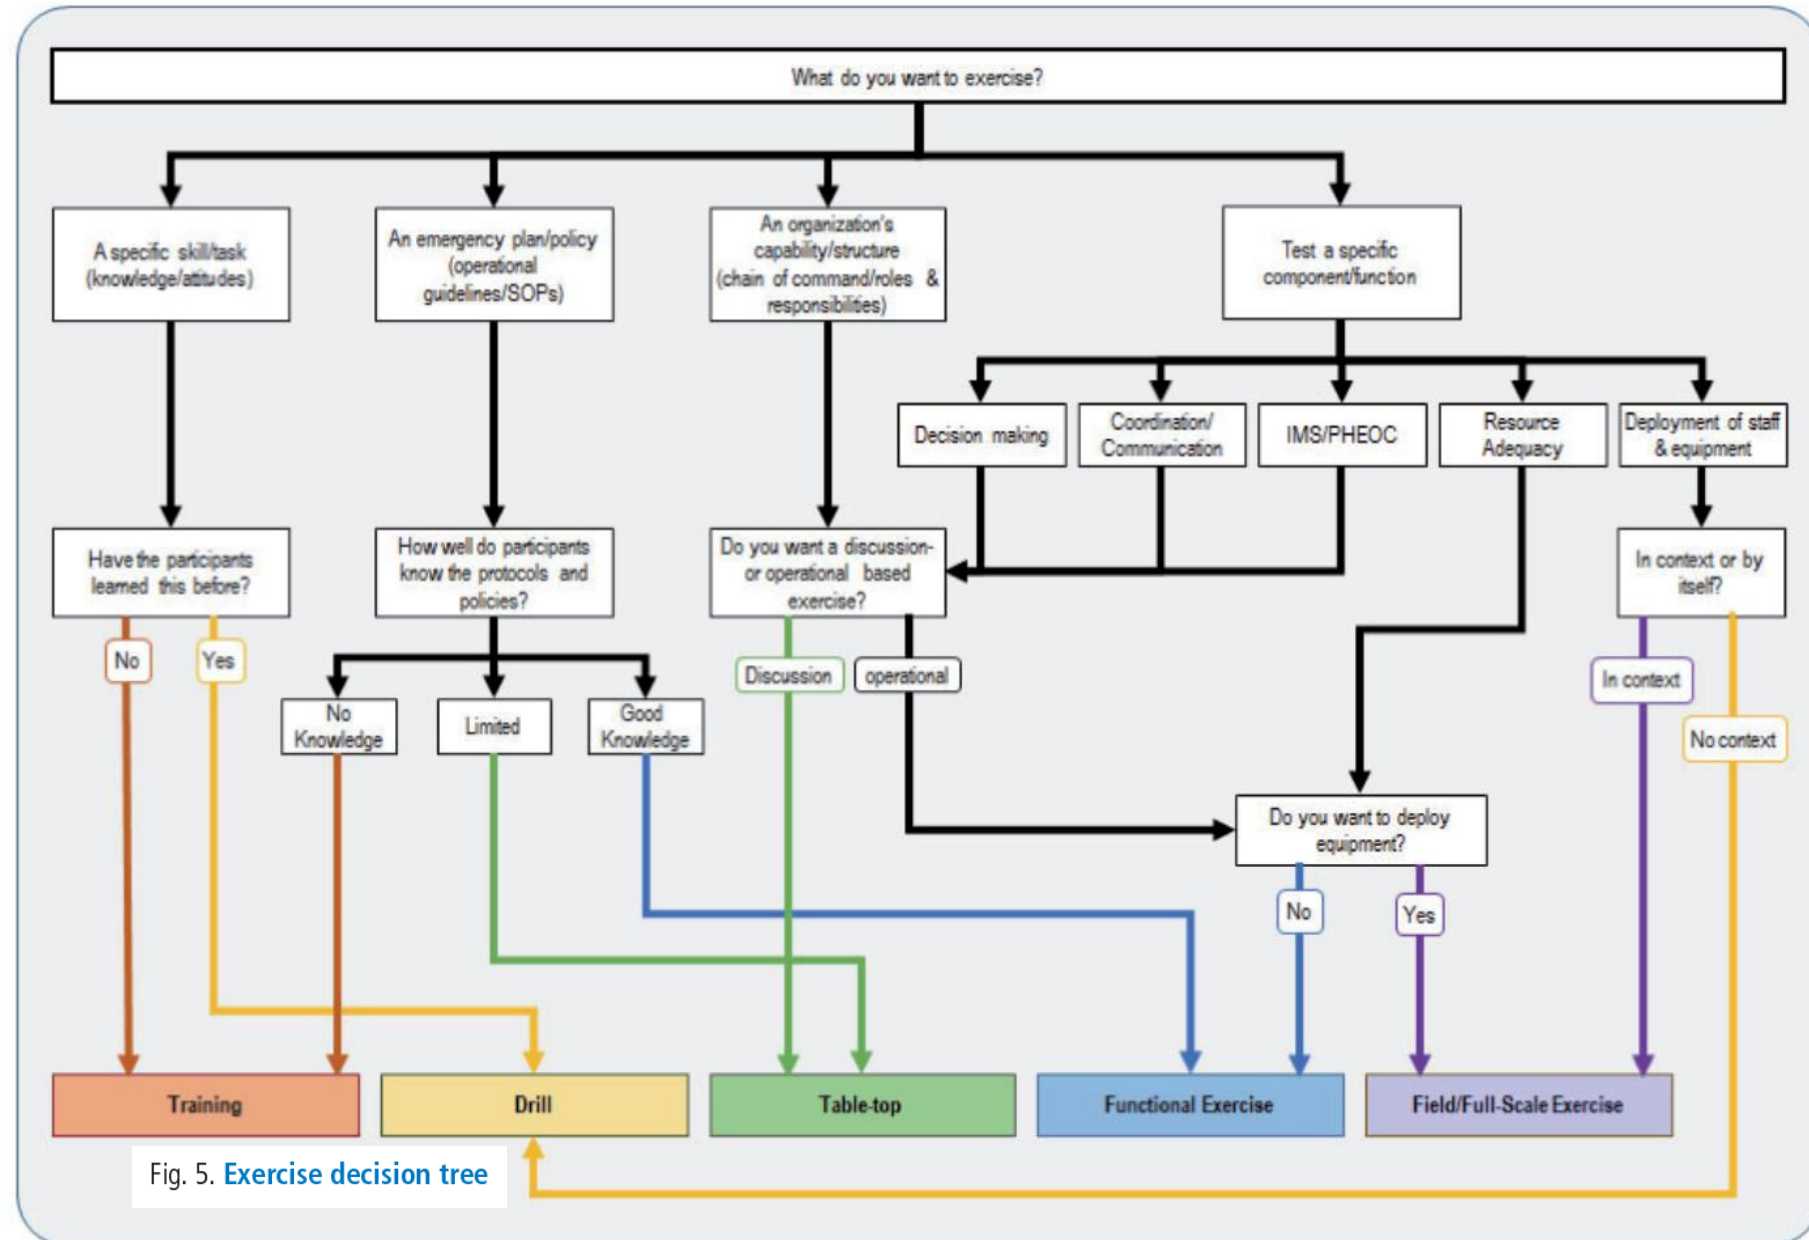 What do you want to exercise?
A specific skill/task
(knowledge/attitudes)
An emergency plan/policy
(operational
guidelines/SOPs)
An organization's
capability/structure
(chain of command/roles &
responsibilities)
Test a specific
component/function
Decision making
Coordination/
Communication
IMS/PHEOC
Resource
Adequacy
Deployment of staff
& equipment
Have the participants
learned this before?
How well do participants
know the protocols and
policies?
Do you want a discussion-
or operational based
exercise?
In context or by
itself?
No
Yes
Discussion
operational
In context
No
Knowledge
Limited
Good
Knowledge
No context
Do you want to deploy
equipment?
No
Yes
Training
Drill
Table-top
Functional Exercise
Field/Full-Scale Exercise
Fig. 5. Exercise decision tree